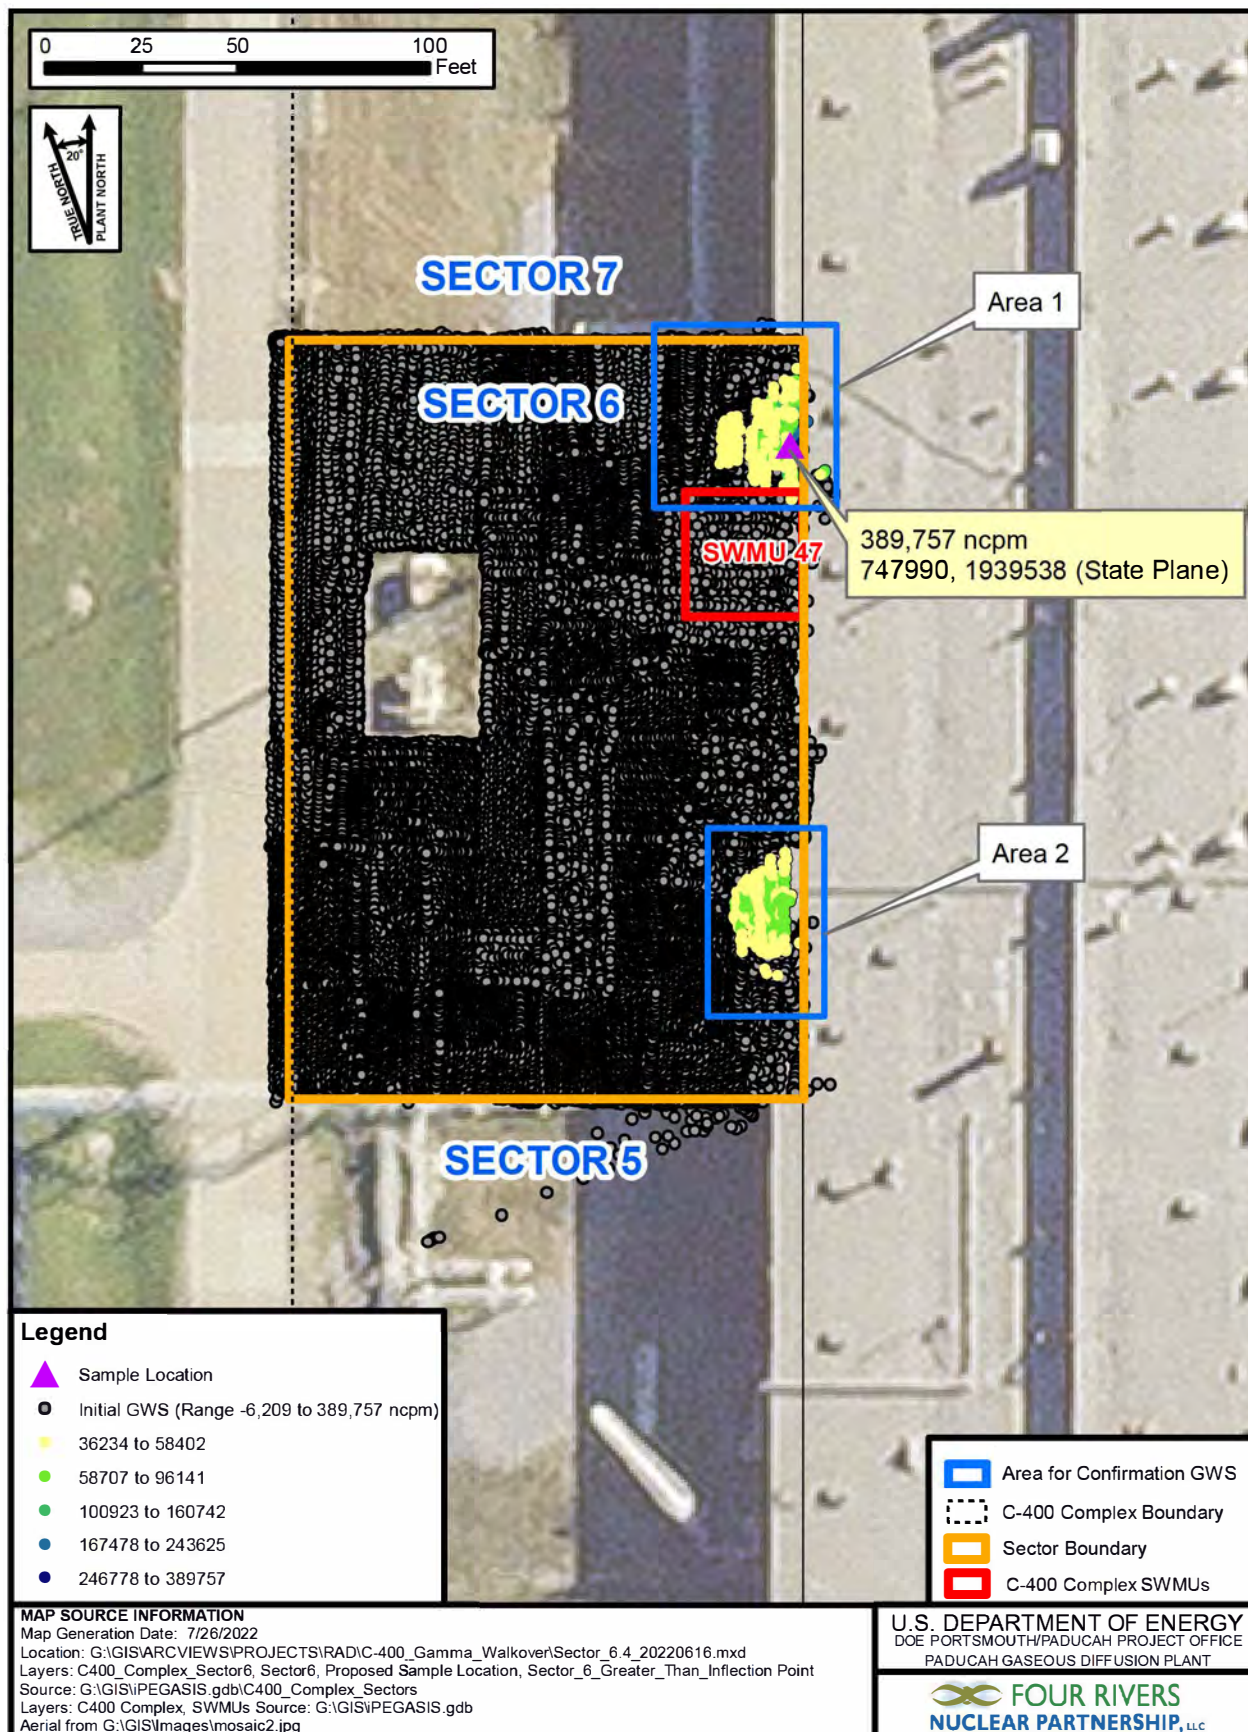 0 25 50 100
Feet
20°
TRUE NORTH
PLANT NORTH
SECTOR 7
Area 1
SECTOR 6
SWMU 47
389,757 ncpm
747990, 1939538 (State Plane)
Area 2
SECTOR 5
Legend
Sample Location
Initial GWS (Range -6,209 to 389,757 ncpm)
36234 to 58402
58707 to 96141
100923 to 160742
167478 to 243625
246778 to 389757
Area for Confirmation GWS
C-400 Complex Boundary
Sector Boundary
C-400 Complex SWMUs
MAP SOURCE INFORMATION
Map Generation Date: 7/26/2022
Location: G:\GIS\ARCVIEWS\PROJECTS\RAD\C-400_Gamma_Walkover\Sector_6.4_20220616.mxd
Layers: C400_Complex_Sector6, Sector6, Proposed Sample Location, Sector_6_Greater_Than_Inflection Point
Source: G:\GIS\iPEGASIS.gdb\C400_Complex_Sectors
Layers: C400 Complex, SWMUs Source: G:\GIS\iPEGASIS.gdb
Aerial from G:\GIS\Images\mosaic2.jpg
U.S. DEPARTMENT OF ENERGY
DOE PORTSMOUTH/PADUCAH PROJECT OFFICE
PADUCAH GASEOUS DIFFUSION PLANT
FOUR RIVERS
NUCLEAR PARTNERSHIP, LLC